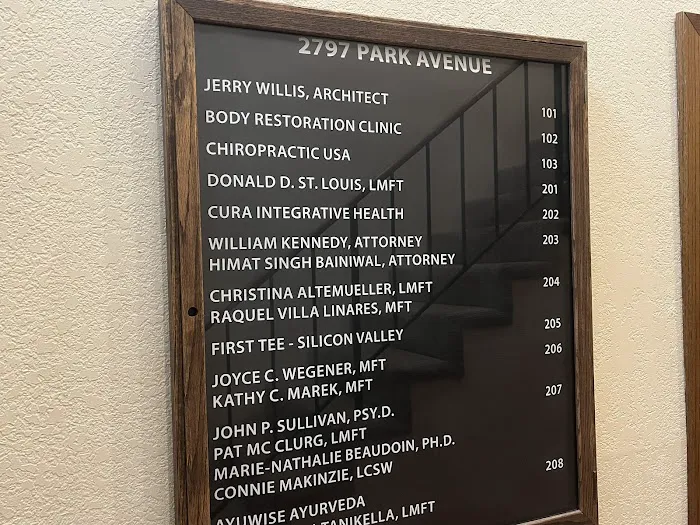 2797 PARK AVENUE
JERRY WILLIS, ARCHITECT 101
BODY RESTORATION CLINIC 102
CHIROPRACTIC USA 103
DONALD D. ST. LOUIS, LMFT 201
CURA INTEGRATIVE HEALTH 202
WILLIAM KENNEDY, ATTORNEY 203
HIMAT SINGH BAINIWAL, ATTORNEY
CHRISTINA ALTEMUELLER, LMFT 204
RAQUEL VILLA LINARES, MFT
FIRST TEE - SILICON VALLEY 205
JOYCE C. WEGENER, MFT 206
KATHY C. MAREK, MFT
JOHN P. SULLIVAN, PSY.D. 207
PAT MC CLURG, LMFT
MARIE-NATHALIE BEAUDOIN, PH.D.
CONNIE MAKINZIE, LCSW
AYUWISE AYURVEDA 208
TANIKELLA, LMFT